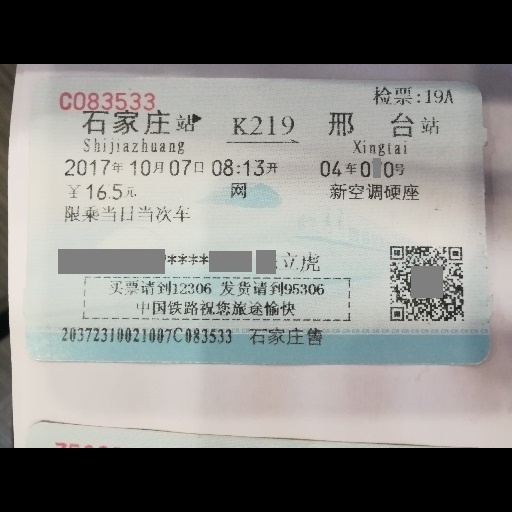 C083533
检票:19A
石家庄站 K219 邢台站
Shijiazhuang Xingtai
2017年10月07日08:13开 04车0 0号
¥16.5元 网 新空调硬座
限乘当日当次车
**** 立虎
买票请到12306 发货请到95306
中国铁路祝您旅途愉快
20372310021007C083533 石家庄售